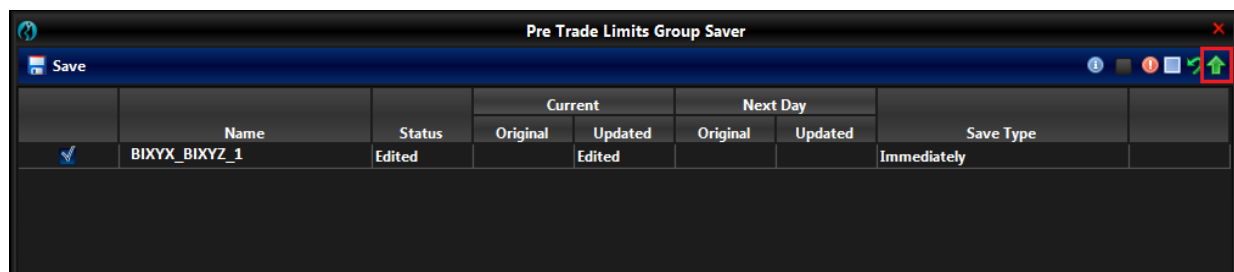 Pre Trade Limits Group Saver
Save
Current Next Day
Name Status Original Updated Original Updated Save Type
BIXYX_BIXYZ_1 Edited Edited Immediately